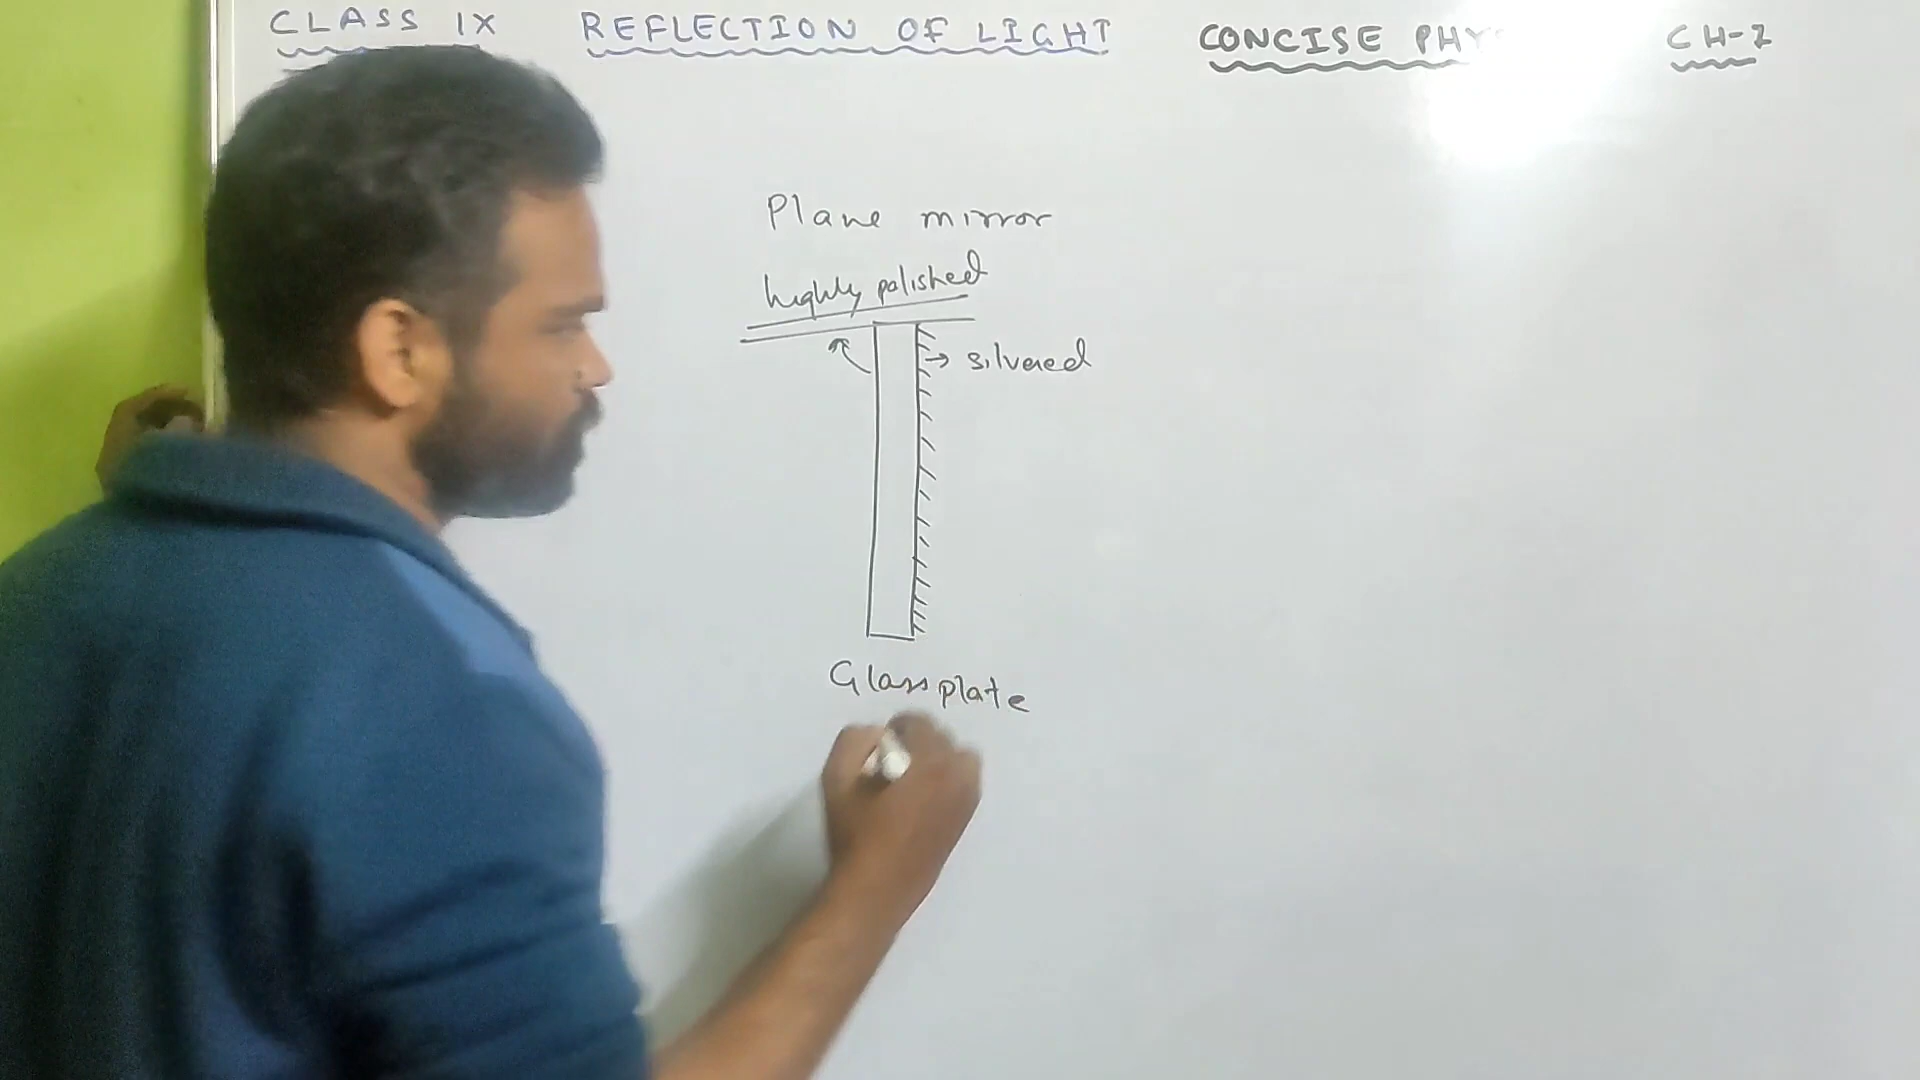 CLASS IX REFLECTION OF LIGHT CONCISE CH-7
Plane mirror
highly polished
silvered
Glass plate